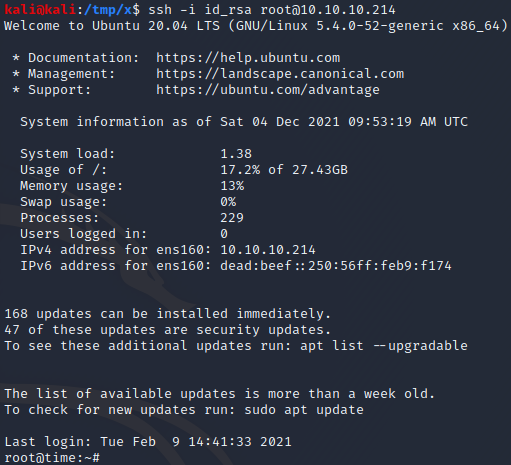 kali@kali:/tmp/x$ ssh -i id_rsa root@10.10.10.214
Welcome to Ubuntu 20.04 LTS (GNU/Linux 5.4.0-52-generic x86_64)
* Documentation:  https://help.ubuntu.com
* Management:     https://landscape.canonical.com
* Support:        https://ubuntu.com/advantage
System information as of Sat 04 Dec 2021 09:53:19 AM UTC
System load:             1.38
Usage of /:              17.2% of 27.43GB
Memory usage:            13%
Swap usage:              0%
Processes:               229
Users logged in:         0
IPv4 address for ens160: 10.10.10.214
IPv6 address for ens160: dead:beef::250:56ff:feb9:f174
168 updates can be installed immediately.
47 of these updates are security updates.
To see these additional updates run: apt list --upgradable
The list of available updates is more than a week old.
To check for new updates run: sudo apt update
Last login: Tue Feb  9 14:41:33 2021
root@time:~#